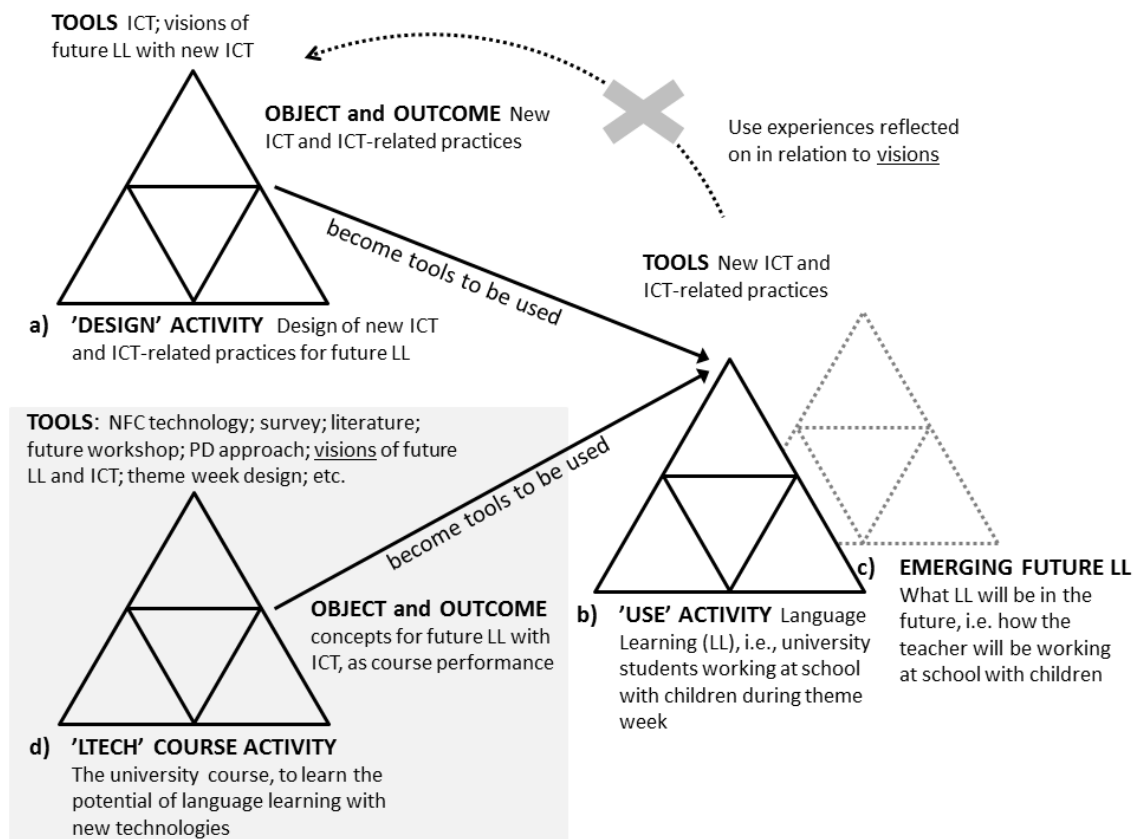 TOOLS ICT; visions of
future LL with new ICT
OBJECT and OUTCOME New
ICT and ICT-related practices
Use experiences reflected
on in relation to visions
become tools to be used
TOOLS New ICT and
ICT-related practices
a) 'DESIGN' ACTIVITY Design of new ICT
and ICT-related practices for future LL
TOOLS: NFC technology; survey; literature;
future workshop; PD approach; visions of future
LL and ICT; theme week design; etc.
become tools to be used
OBJECT and OUTCOME
concepts for future LL with
ICT, as course performance
b) 'USE' ACTIVITY Language
Learning (LL), i.e., university
students working at school
with children during theme
week
c) EMERGING FUTURE LL
What LL will be in the
future, i.e. how the
teacher will be working
at school with children
d) 'LTECH' COURSE ACTIVITY
The university course, to learn the
potential of language learning with
new technologies